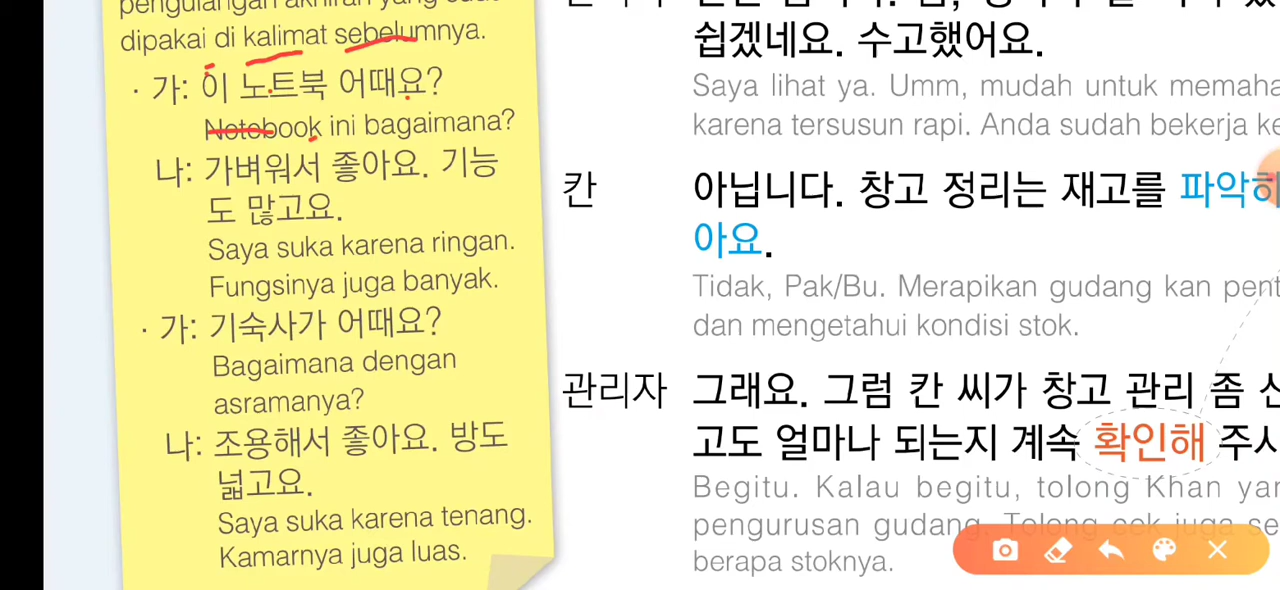 dipakai di kalimat sebelumnya.
· 가: 이 노트북 어때요?
Notebook ini bagaimana?
나: 가벼워서 좋아요. 기능
도 많고요.
Saya suka karena ringan.
Fungsinya juga banyak.
· 가: 기숙사가 어때요?
Bagaimana dengan
asramanya?
나: 조용해서 좋아요. 방도
넓고요.
Saya suka karena tenang.
Kamarnya juga luas.
쉽겠네요. 수고했어요.
Saya lihat ya. Umm, mudah untuk memaha
karena tersusun rapi. Anda sudah bekerja ke
칸 아닙니다. 창고 정리는 재고를 파악하
아요.
Tidak, Pak/Bu. Merapikan gudang kan pent
dan mengetahui kondisi stok.
관리자 그래요. 그럼 칸 씨가 창고 관리 좀
고도 얼마나 되는지 계속 확인해 주시
Begitu. Kalau begitu, tolong Khan yan
pengurusan gudang. Tolong cek juga se
berapa stoknya.